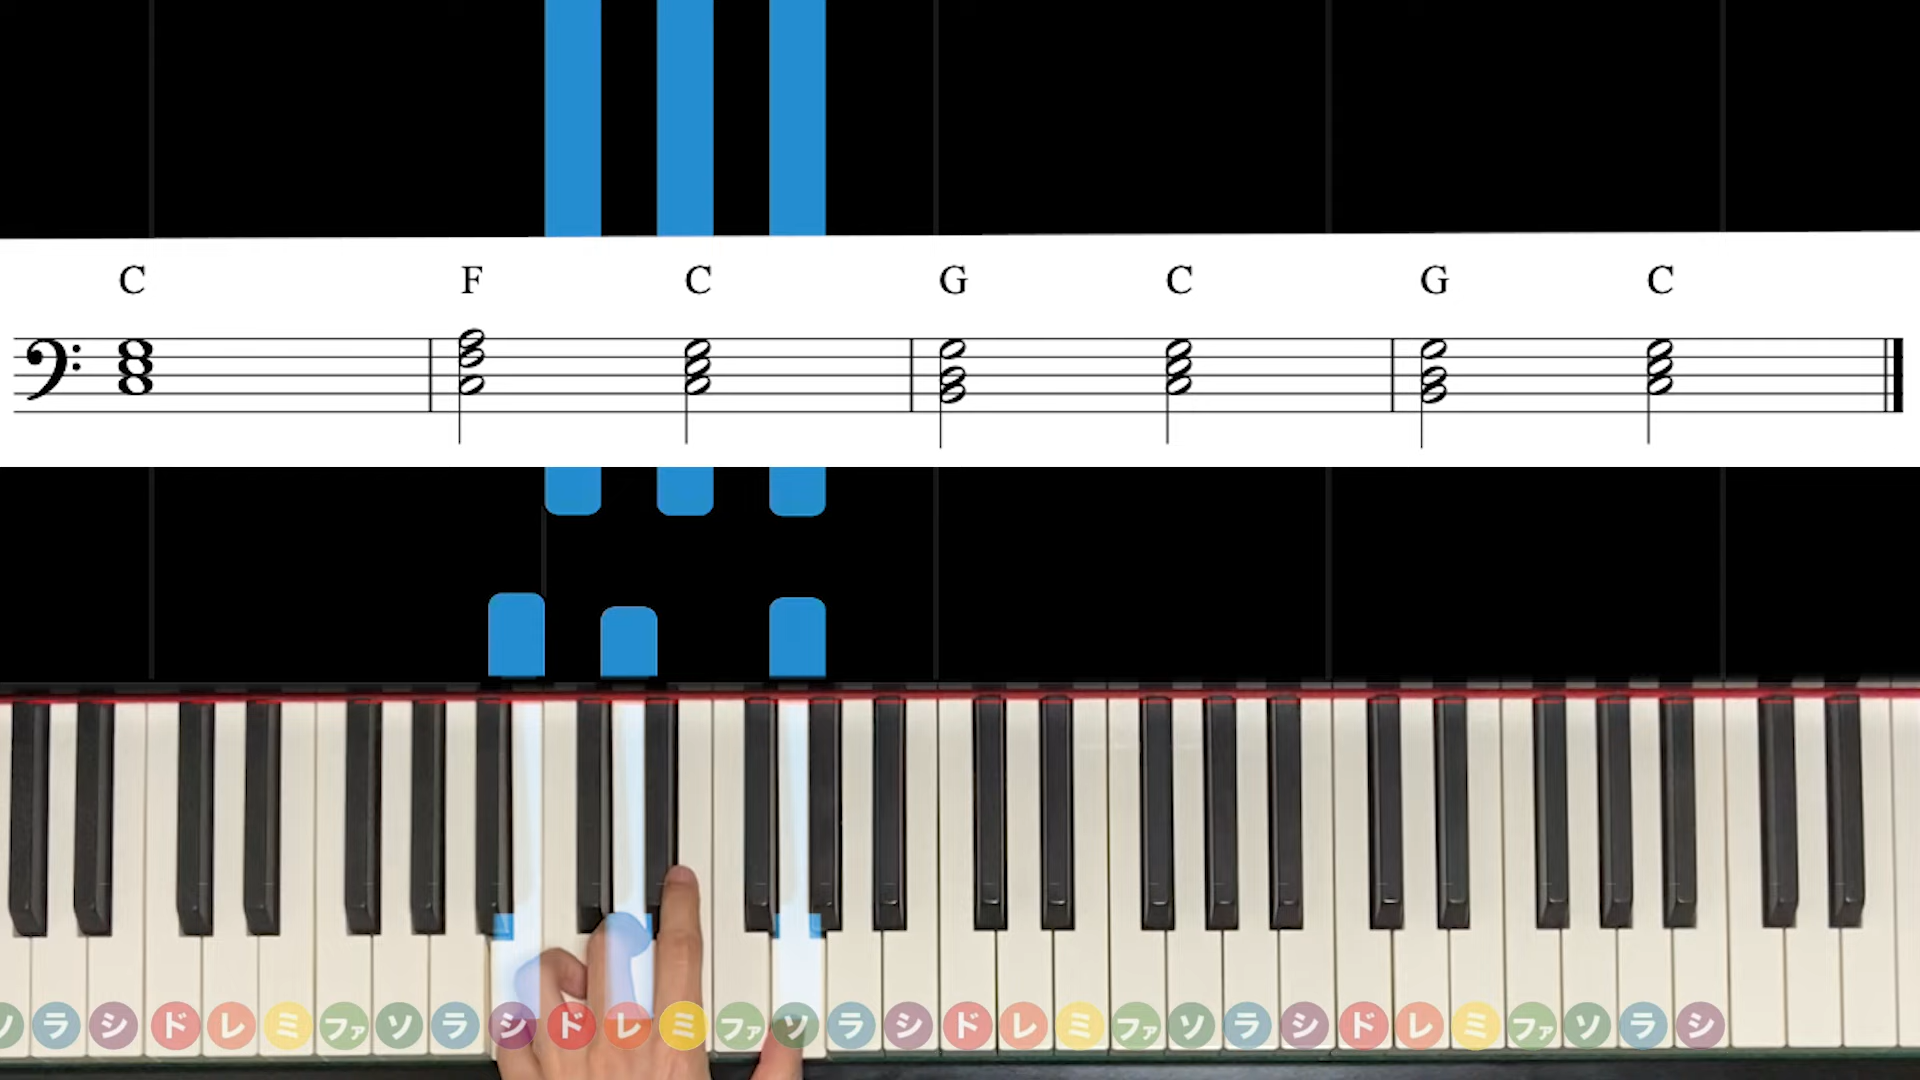 C F C G C G C
ソ ラ シ ド レ ミ ファ ソ ラ シ ド レ ミ ファ ソ ラ シ ド レ ミ ファ ソ ラ シ ド レ ミ ファ ソ ラ シ